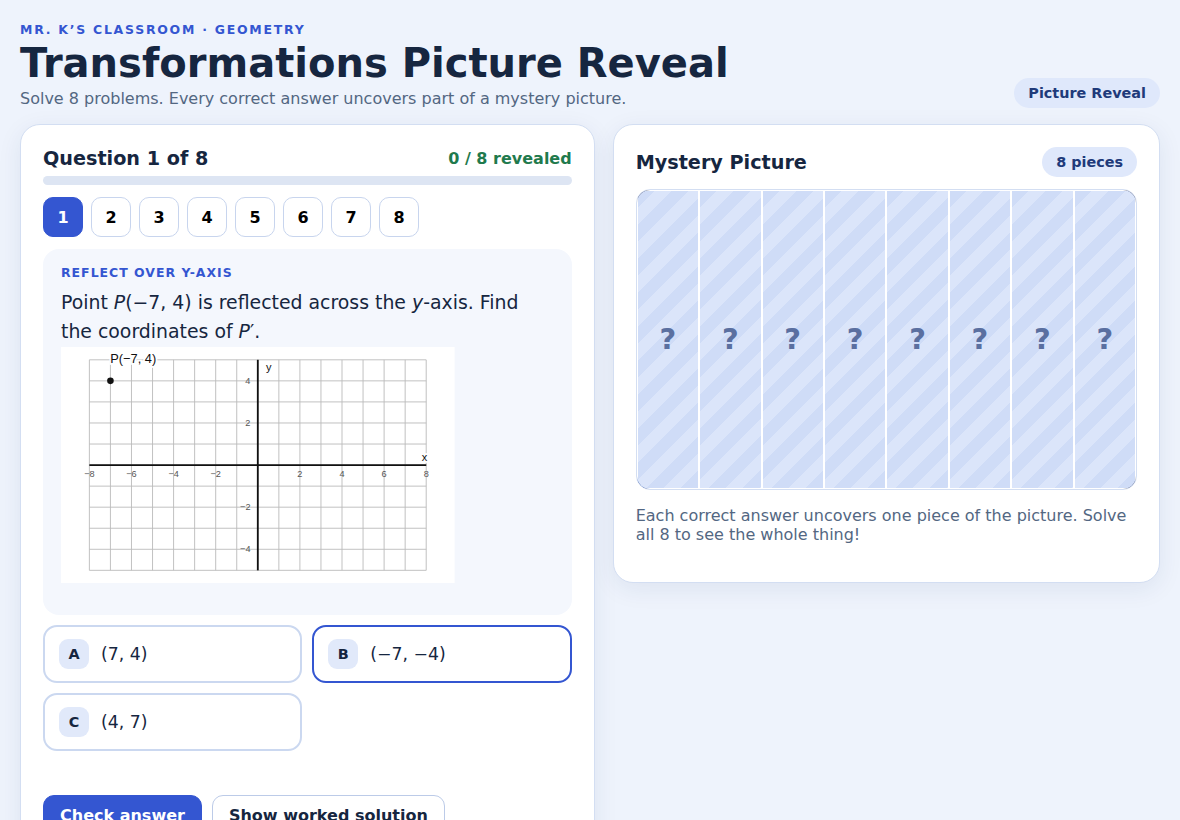 MR. K’S CLASSROOM · GEOMETRY
Transformations Picture Reveal
Solve 8 problems. Every correct answer uncovers part of a mystery picture.
Picture Reveal
Question 1 of 8
0 / 8 revealed
1 2 3 4 5 6 7 8
REFLECT OVER Y-AXIS
Point P(−7, 4) is reflected across the y-axis. Find
the coordinates of P′.
P(−7, 4)
y
4
2
x
−8 −6 −4 −2 2 4 6 8
−2
−4
A (7, 4)
B (−7, −4)
C (4, 7)
Check answer
Show worked solution
Mystery Picture
8 pieces
? ? ? ? ? ? ? ?
Each correct answer uncovers one piece of the picture. Solve
all 8 to see the whole thing!